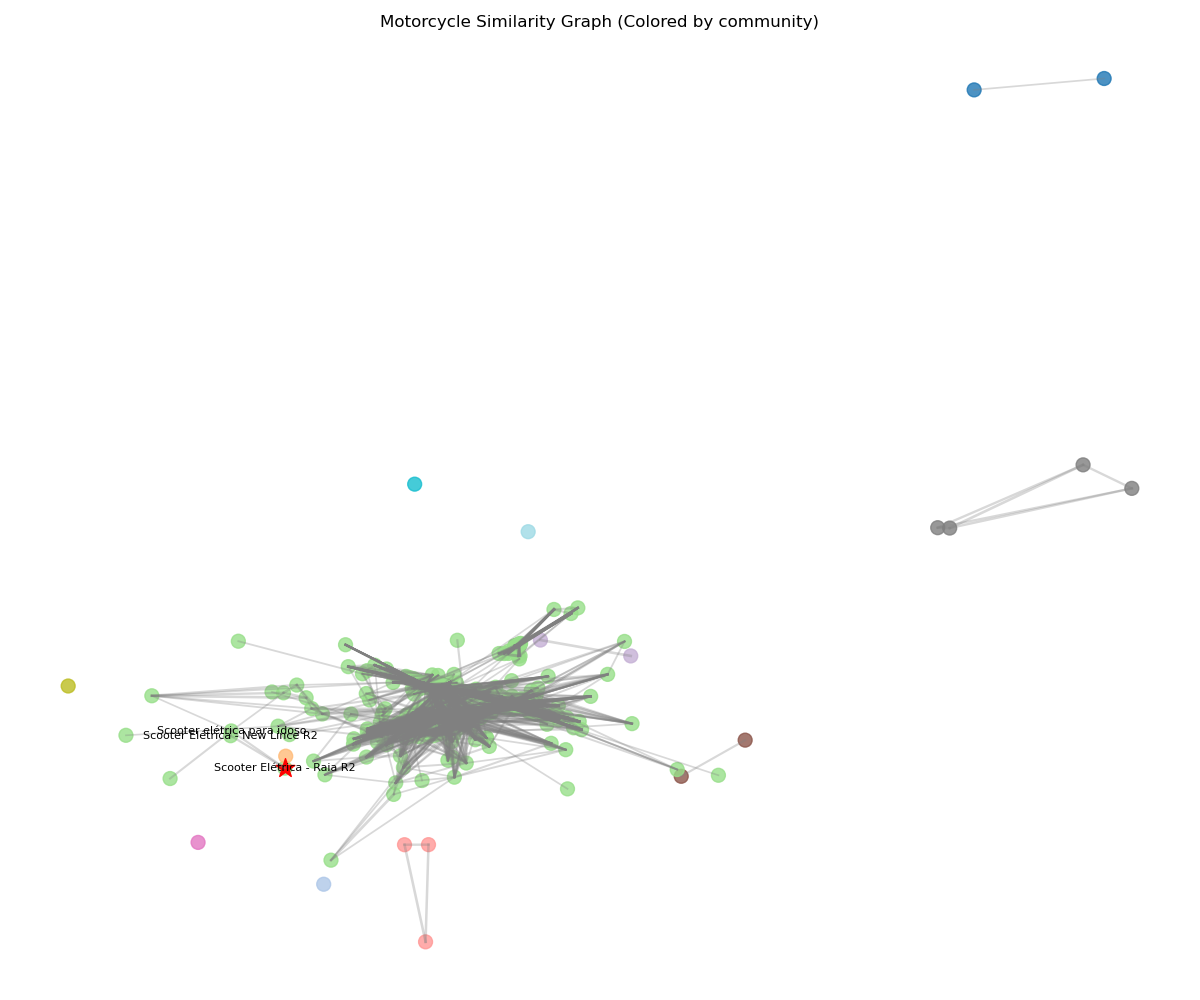 Motorcycle Similarity Graph (Colored by community)
Scooter elétrica para idoso
Scooter Elétrica - New Lince R2
Scooter Elétrica - Raia R2